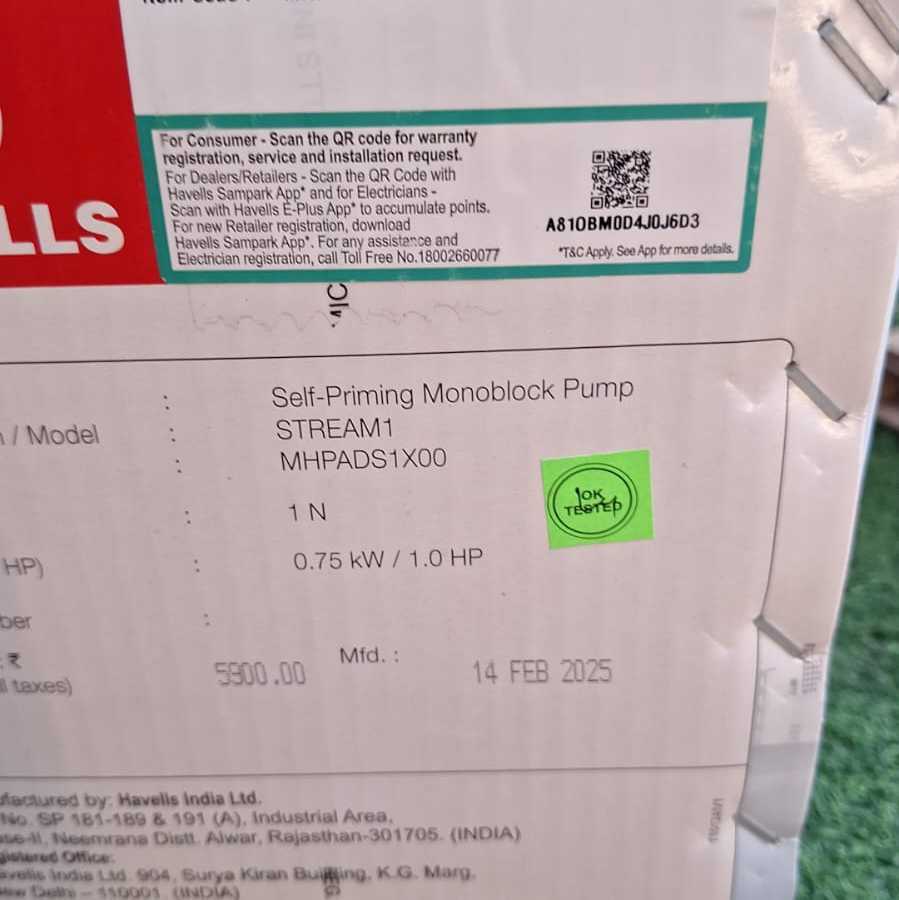 LLS
For Consumer - Scan the QR code for warranty
registration, service and installation request.
For Dealers/Retailers - Scan the QR Code with
Havells Sampark App* and for Electricians -
Scan with Havells E-Plus App* to accumulate points.
For new Retailer registration, download
Havells Sampark App*. For any assistance and
Electrician registration, call Toll Free No.18002660077
A810BM0D4J0J6D3
*T&C Apply. See App for more details.
: Self-Priming Monoblock Pump
/ Model : STREAM1
: MHPADS1X00
: 1 N
OK
TESTED
HP) : 0.75 kW / 1.0 HP
ber :
: ₹
l taxes) 5900.00 Mfd. : 14 FEB 2025
ufactured by: Havells India Ltd.
No. SP 181-189 & 191 (A), Industrial Area,
se-II, Neemrana Distt. Alwar, Rajasthan-301705. (INDIA)
gistered Office:
avells India Ltd. 904, Surya Kiran Building, K.G. Marg,
New Delhi – 110001 (INDIA)